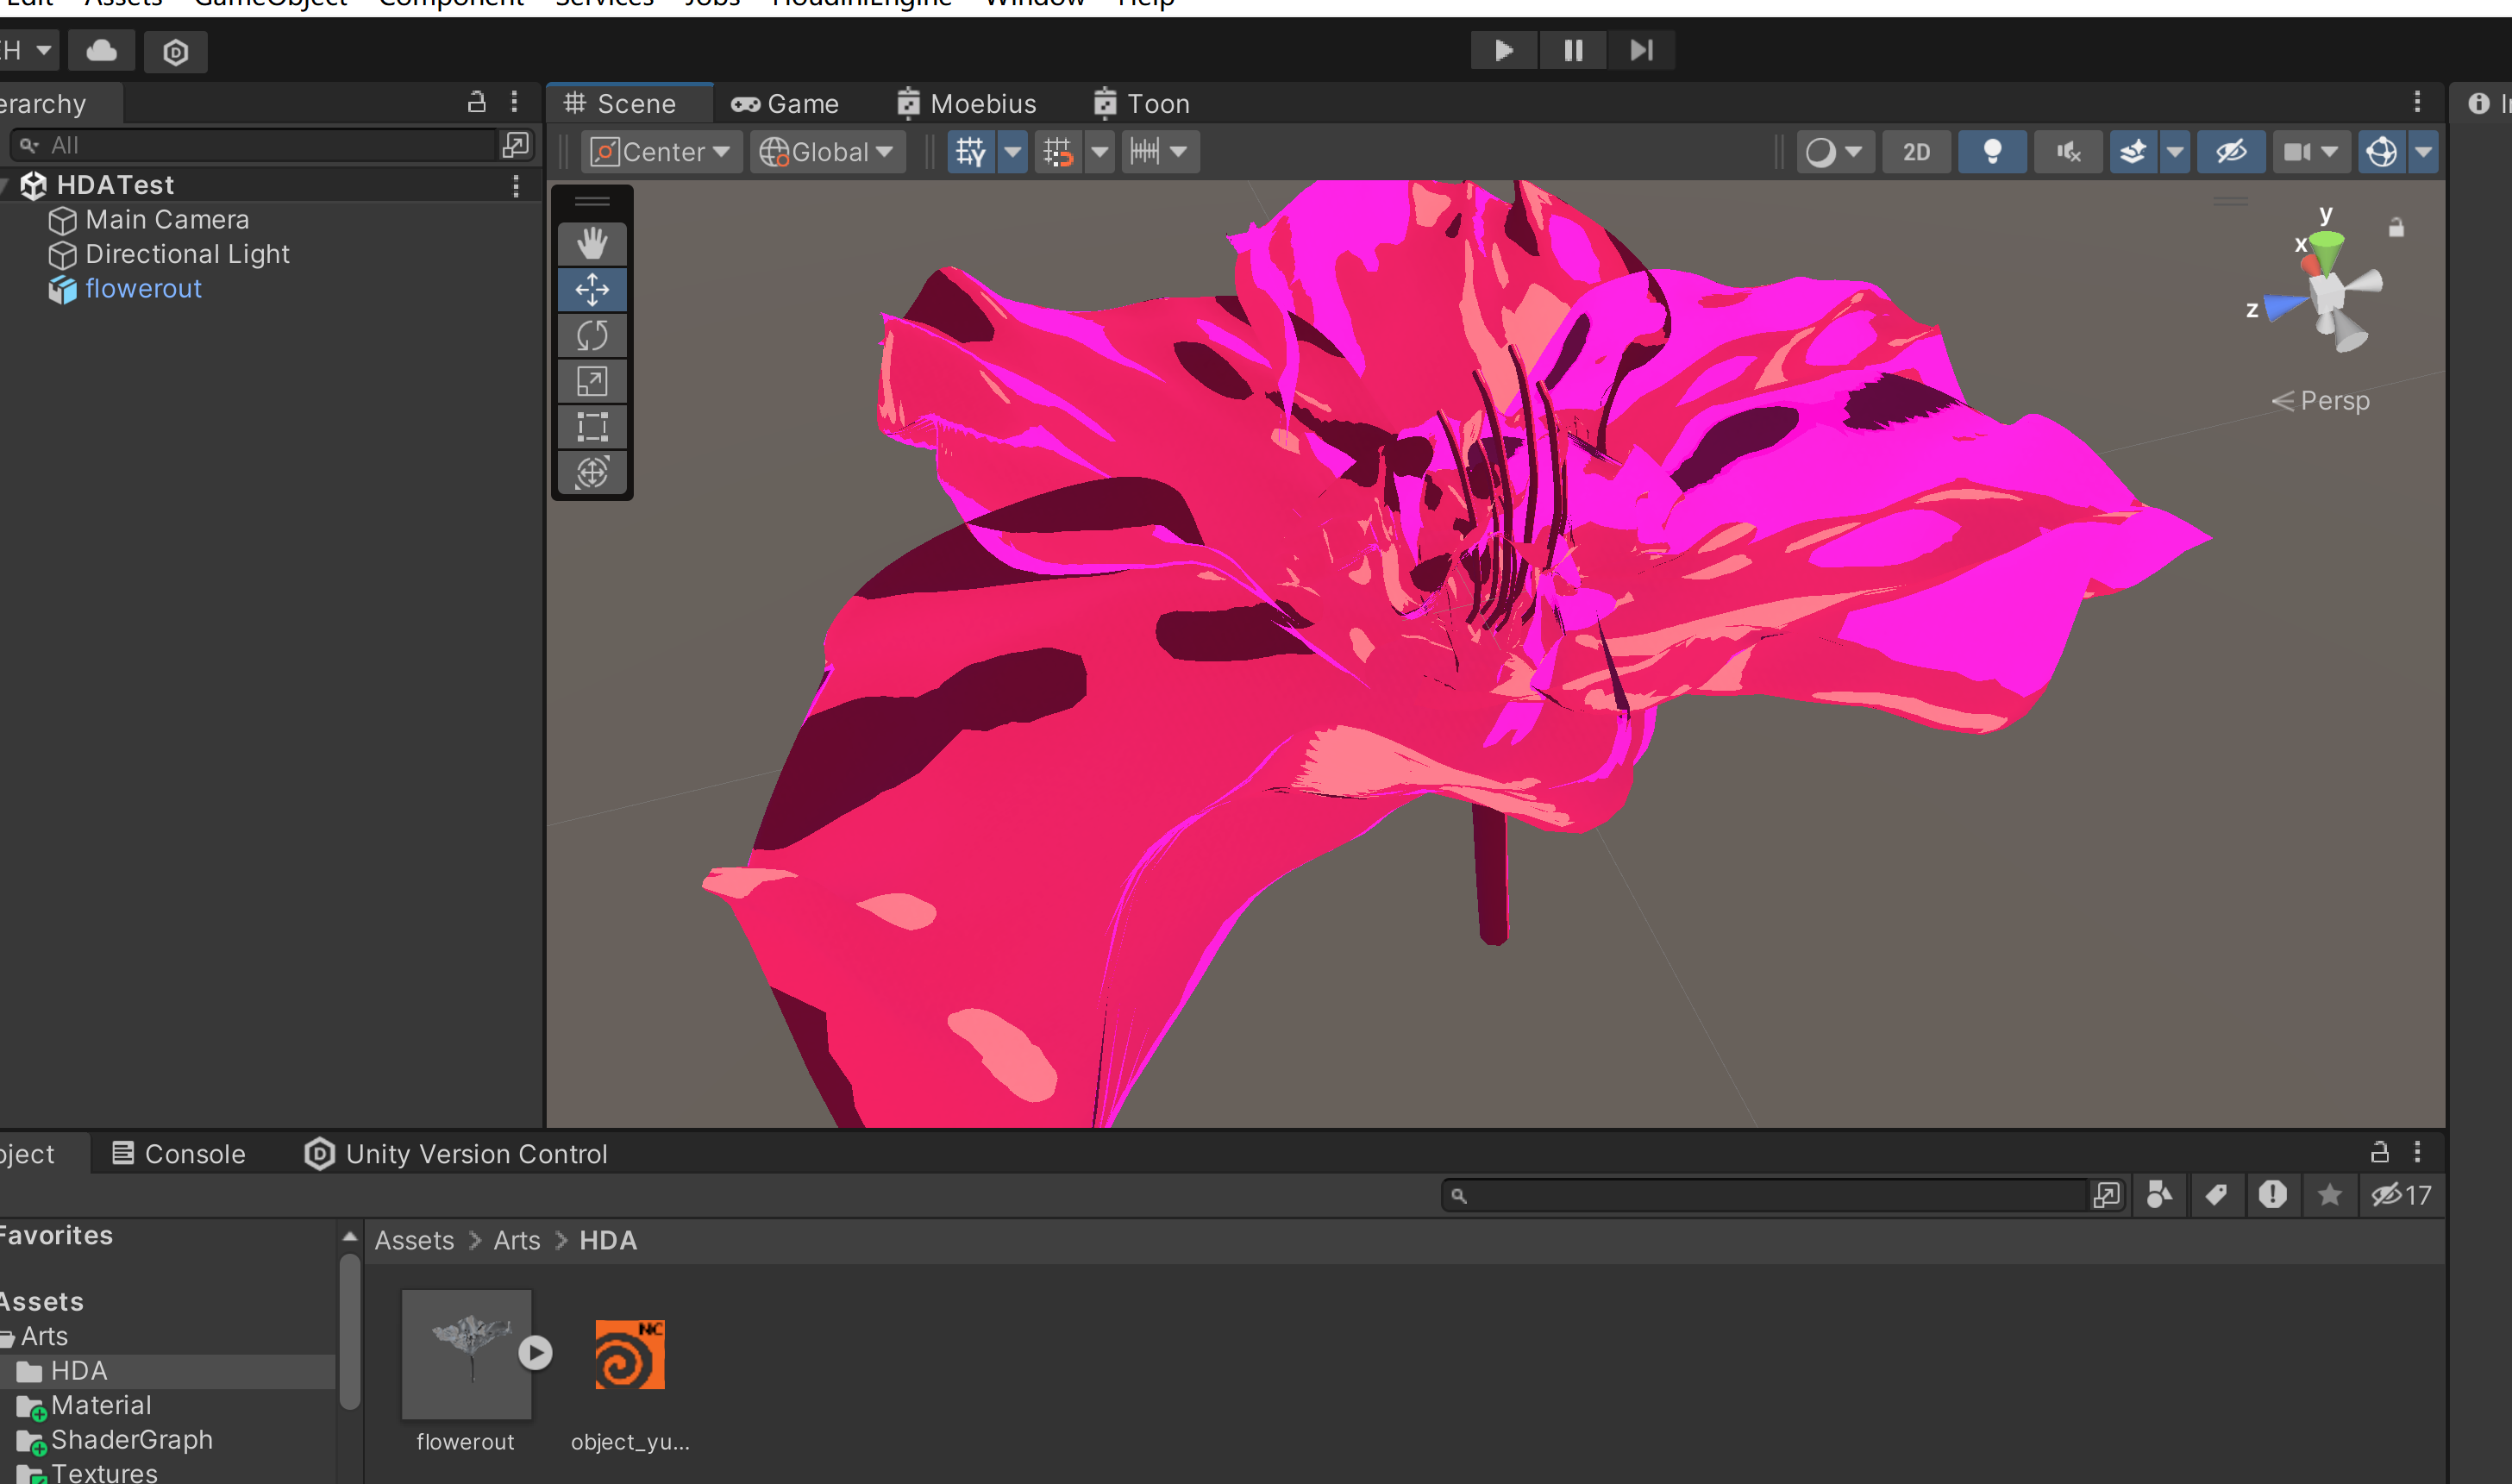 Edit Assets GameObject Component Services Jobs HoudiniEngine Window Help
EH
erarchy
All
HDATest
Main Camera
Directional Light
flowerout
Scene Game Moebius Toon
Center Global 2D
y
x
z
Persp
oject Console Unity Version Control
17
Favorites
Assets
Arts
HDA
Material
ShaderGraph
Textures
Assets > Arts > HDA
NC
flowerout object_yu...